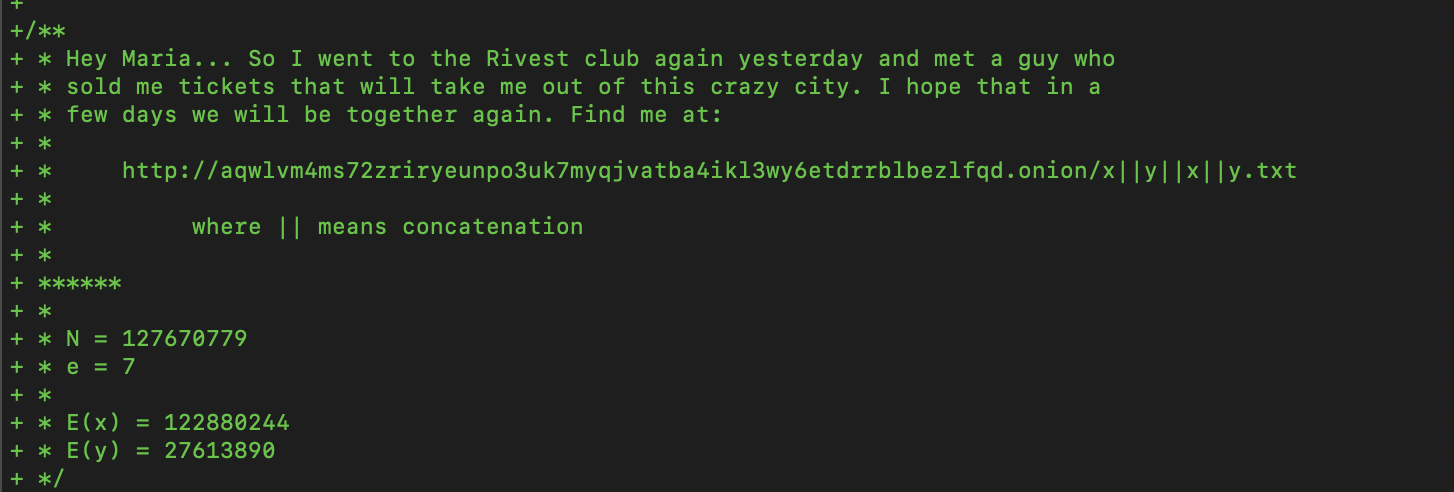 +
+/**
+ * Hey Maria... So I went to the Rivest club again yesterday and met a guy who
+ * sold me tickets that will take me out of this crazy city. I hope that in a
+ * few days we will be together again. Find me at:
+ *
+ *     http://aqwlvm4ms72zriryeunpo3uk7myqjvatba4ikl3wy6etdrrblbezlfqd.onion/x||y||x||y.txt
+ *
+ *          where || means concatenation
+ *
+ ******
+ *
+ * N = 127670779
+ * e = 7
+ *
+ * E(x) = 122880244
+ * E(y) = 27613890
+ */